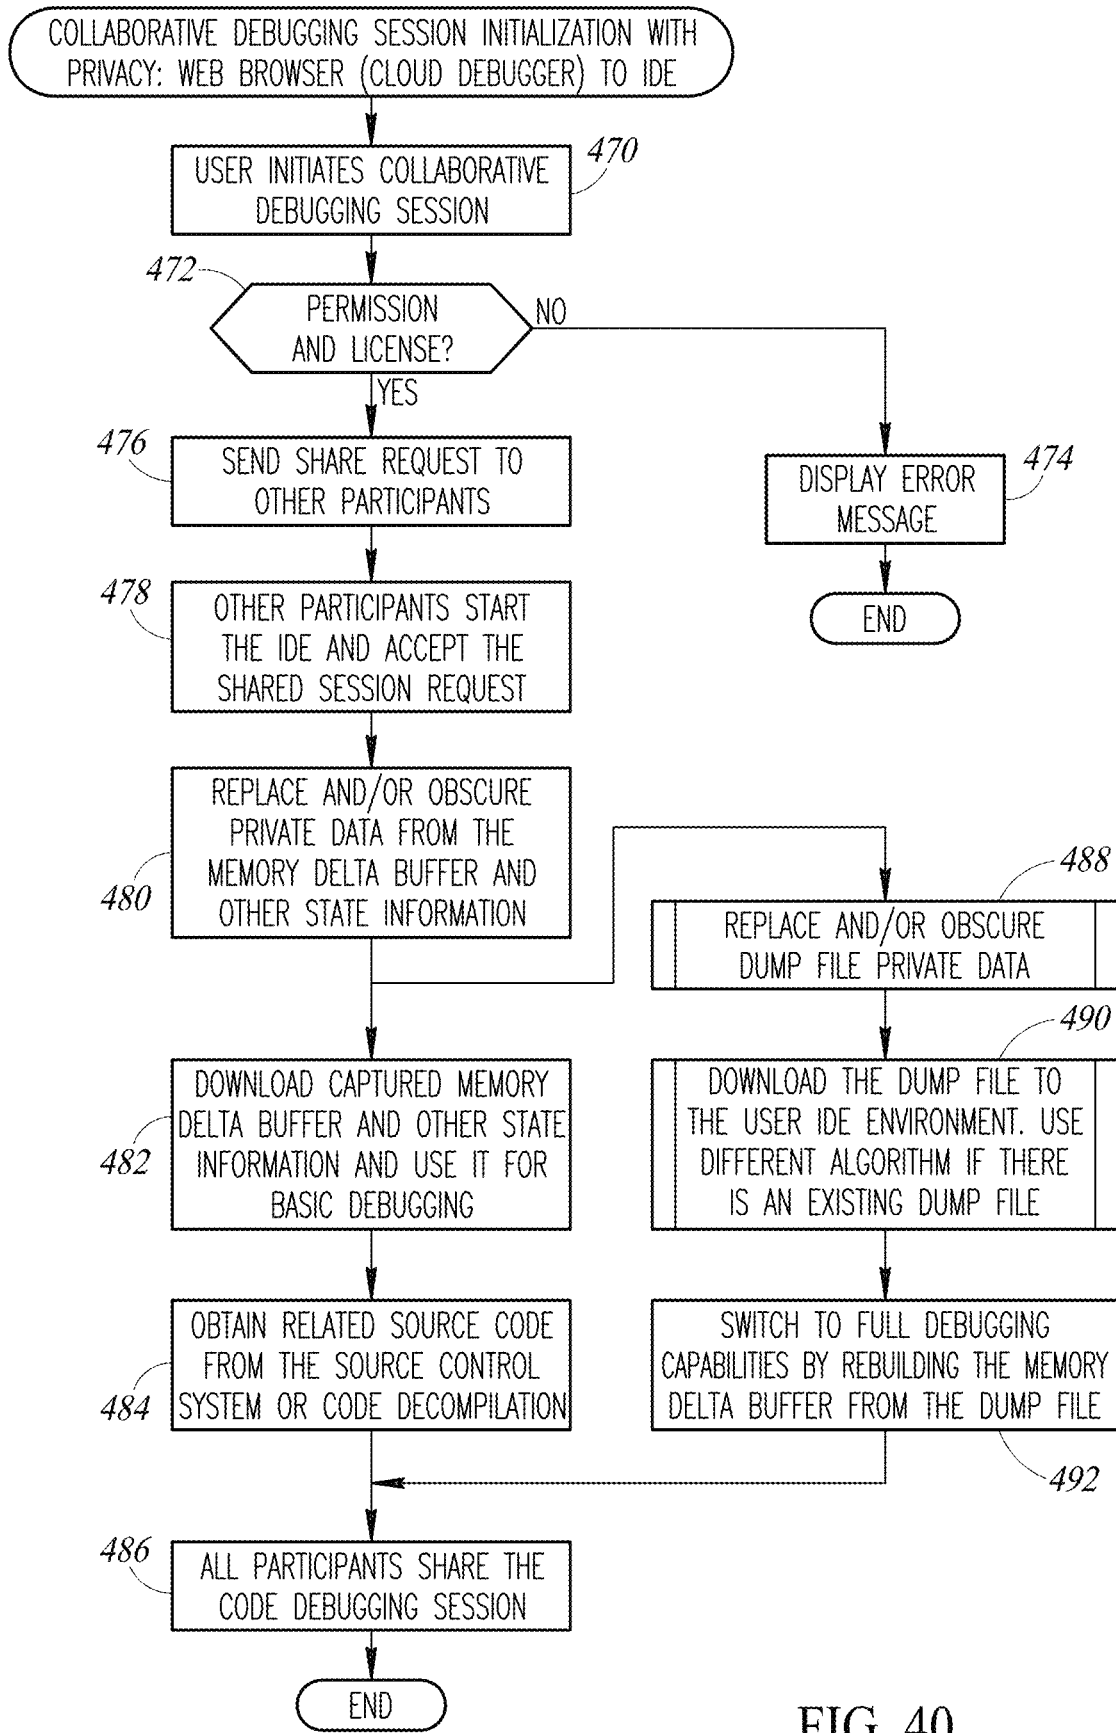 COLLABORATIVE DEBUGGING SESSION INITIALIZATION WITH
PRIVACY: WEB BROWSER (CLOUD DEBUGGER) TO IDE
470
USER INITIATES COLLABORATIVE
DEBUGGING SESSION
472
PERMISSION
AND LICENSE?
NO
YES
476
SEND SHARE REQUEST TO
OTHER PARTICIPANTS
474
DISPLAY ERROR
MESSAGE
END
478
OTHER PARTICIPANTS START
THE IDE AND ACCEPT THE
SHARED SESSION REQUEST
480
REPLACE AND/OR OBSCURE
PRIVATE DATA FROM THE
MEMORY DELTA BUFFER AND
OTHER STATE INFORMATION
488
REPLACE AND/OR OBSCURE
DUMP FILE PRIVATE DATA
482
DOWNLOAD CAPTURED MEMORY
DELTA BUFFER AND OTHER STATE
INFORMATION AND USE IT FOR
BASIC DEBUGGING
490
DOWNLOAD THE DUMP FILE TO
THE USER IDE ENVIRONMENT. USE
DIFFERENT ALGORITHM IF THERE
IS AN EXISTING DUMP FILE
484
OBTAIN RELATED SOURCE CODE
FROM THE SOURCE CONTROL
SYSTEM OR CODE DECOMPILATION
SWITCH TO FULL DEBUGGING
CAPABILITIES BY REBUILDING THE MEMORY
DELTA BUFFER FROM THE DUMP FILE
492
486
ALL PARTICIPANTS SHARE THE
CODE DEBUGGING SESSION
END
FIG. 40